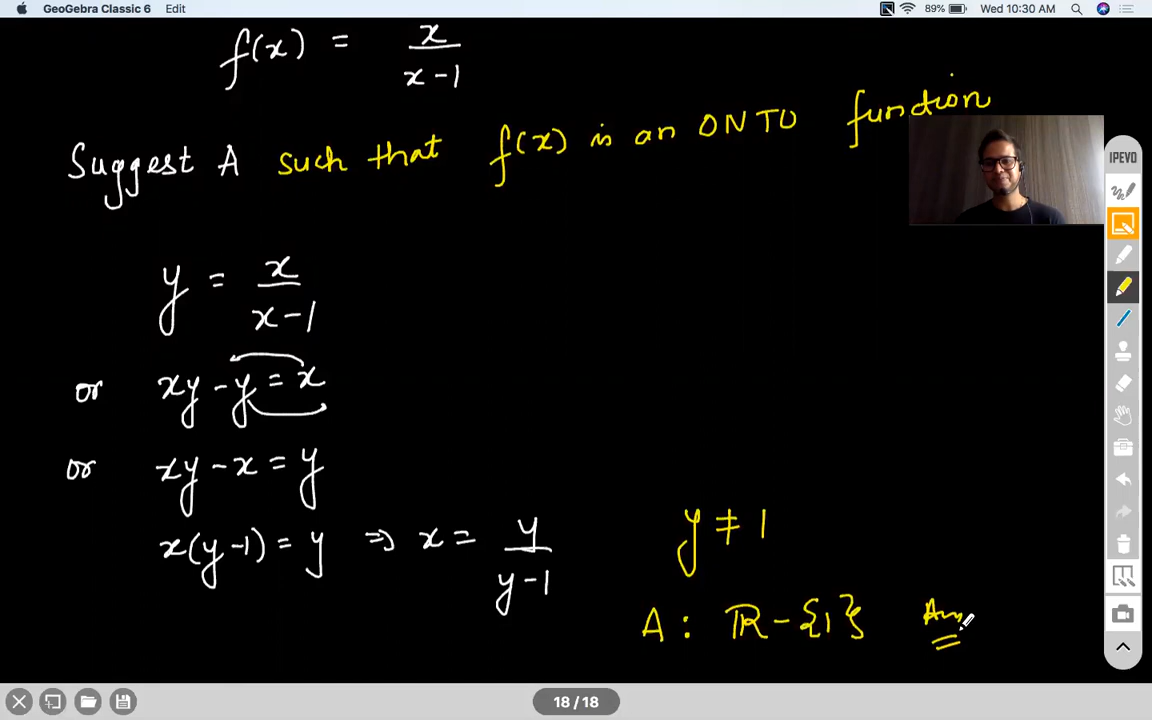 GeoGebra Classic 6 Edit 89% Wed 10:30 AM
f(x) = x/(x-1)
Suggest A such that f(x) is an ONTO function
IPEVO
y = x/(x-1)
or xy - y = x
or xy - x = y
x(y-1) = y ⇒ x = y/(y-1)
y ≠ 1
A : ℝ - {1} Ans
18 / 18